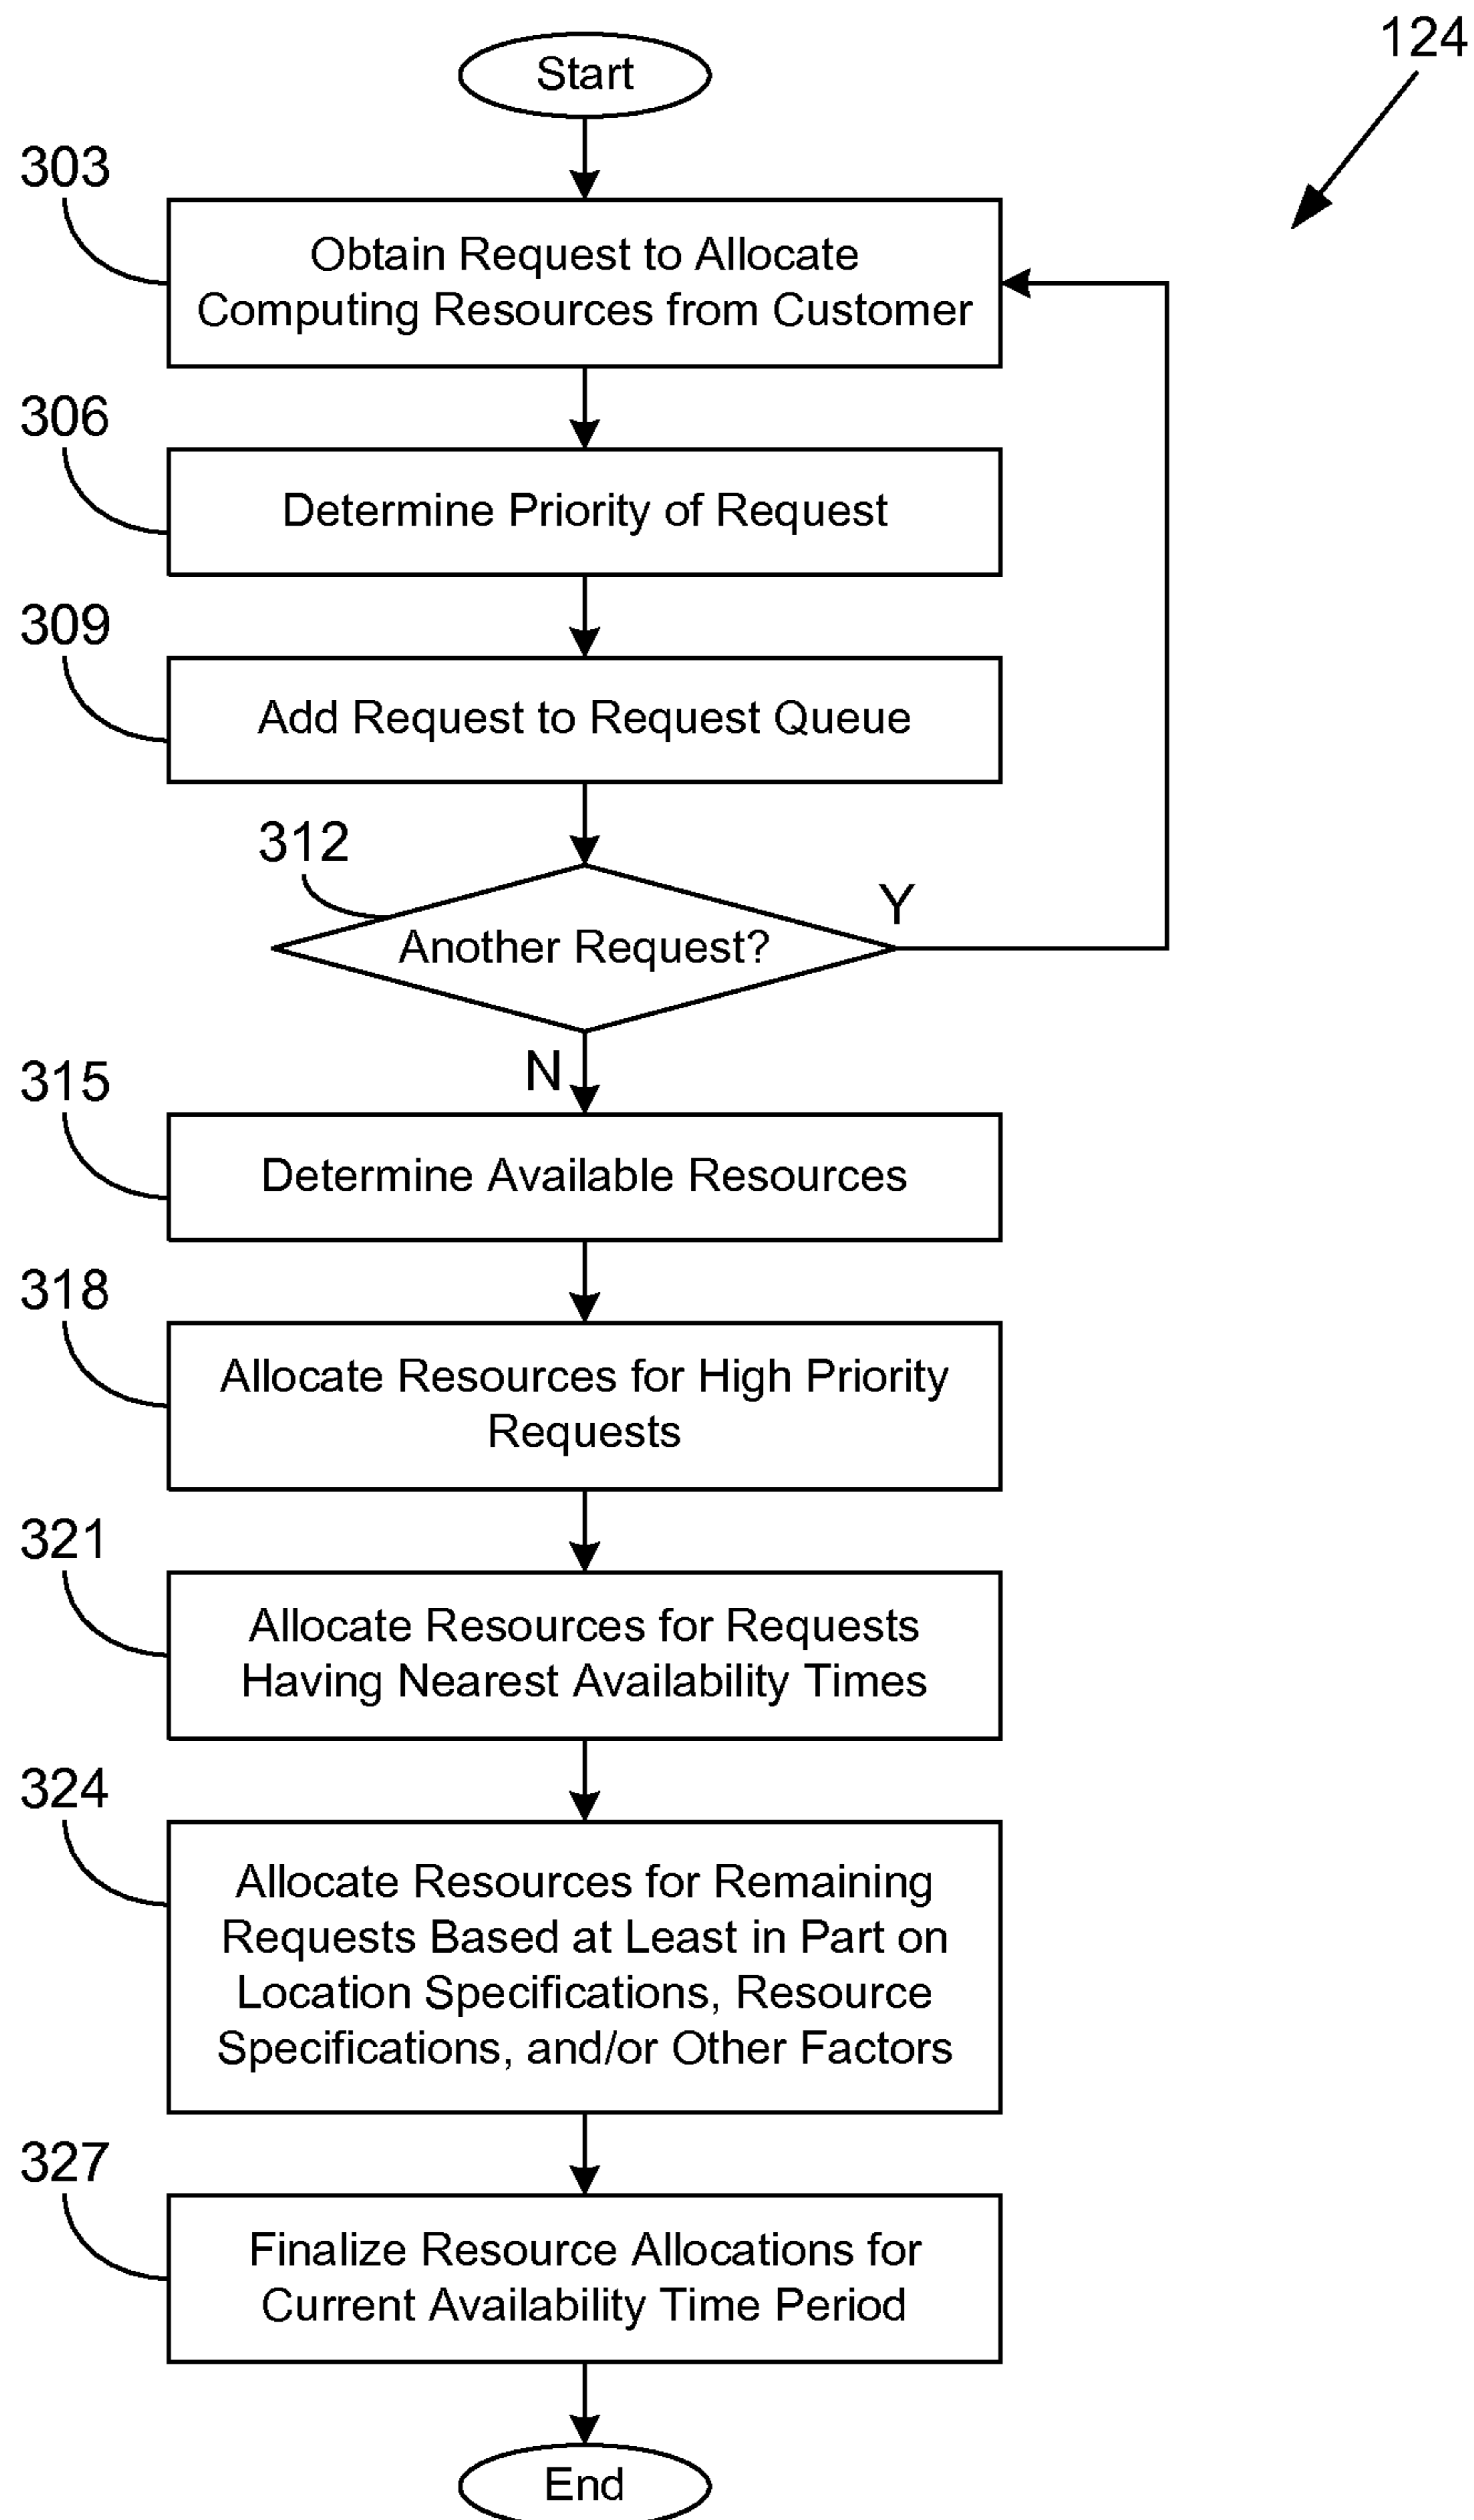 124
Start
303
Obtain Request to Allocate
Computing Resources from Customer
306
Determine Priority of Request
309
Add Request to Request Queue
312
Another Request?
Y
N
315
Determine Available Resources
318
Allocate Resources for High Priority
Requests
321
Allocate Resources for Requests
Having Nearest Availability Times
324
Allocate Resources for Remaining
Requests Based at Least in Part on
Location Specifications, Resource
Specifications, and/or Other Factors
327
Finalize Resource Allocations for
Current Availability Time Period
End